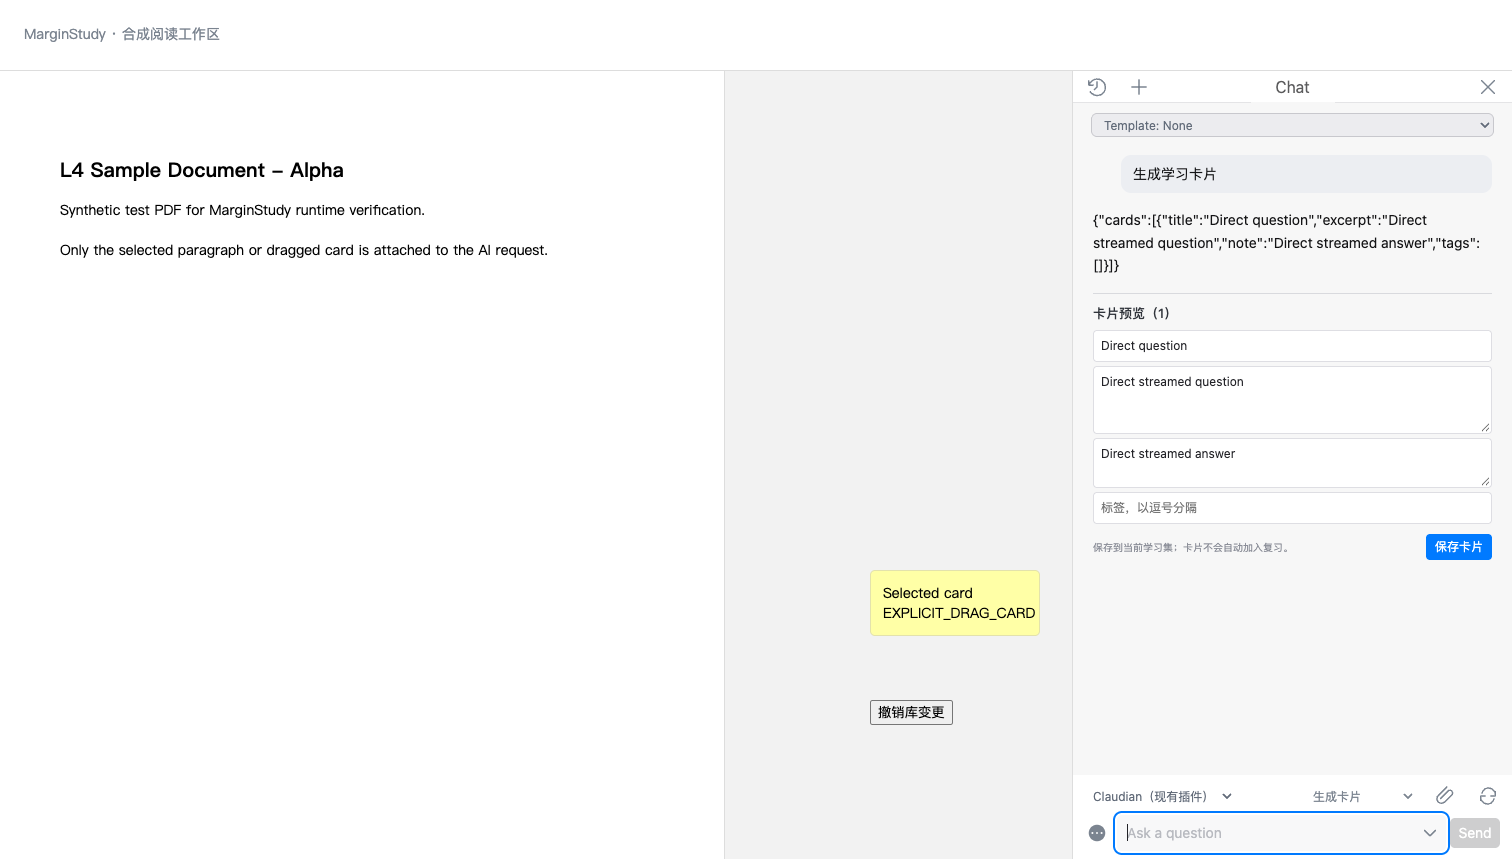 MarginStudy · 合成阅读工作区
L4 Sample Document – Alpha
Synthetic test PDF for MarginStudy runtime verification.
Only the selected paragraph or dragged card is attached to the AI request.
Selected card
EXPLICIT_DRAG_CARD
撤销库变更
Chat
Template: None
生成学习卡片
{"cards":[{"title":"Direct question","excerpt":"Direct
streamed question","note":"Direct streamed answer","tags":
[]}]}
卡片预览（1）
Direct question
Direct streamed question
Direct streamed answer
标签，以逗号分隔
保存到当前学习集；卡片不会自动加入复习。
保存卡片
Claudian（现有插件）
生成卡片
Ask a question
Send